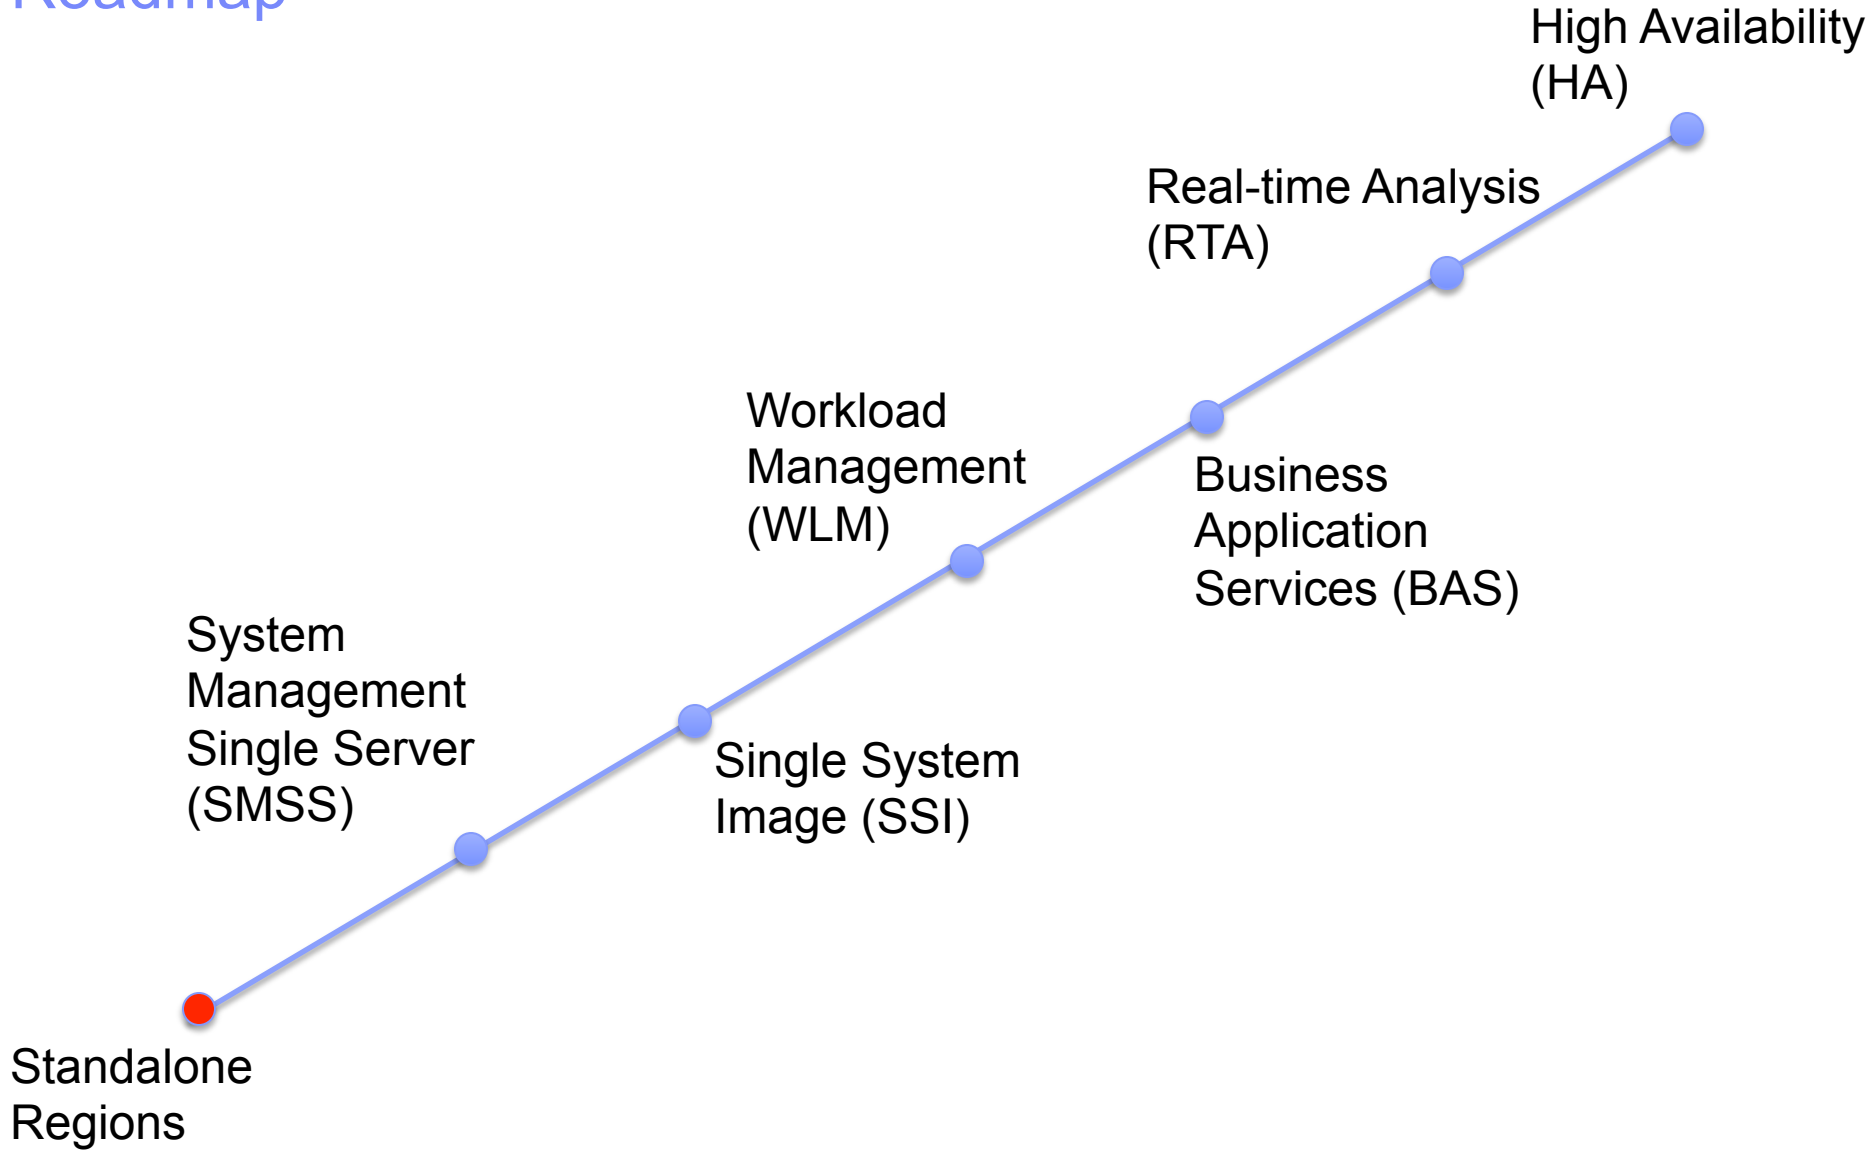 Roadmap
High Availability
(HA)
Real-time Analysis
(RTA)
Workload
Management
(WLM)
Business
Application
Services (BAS)
System
Management
Single Server
(SMSS)
Single System
Image (SSI)
Standalone
Regions